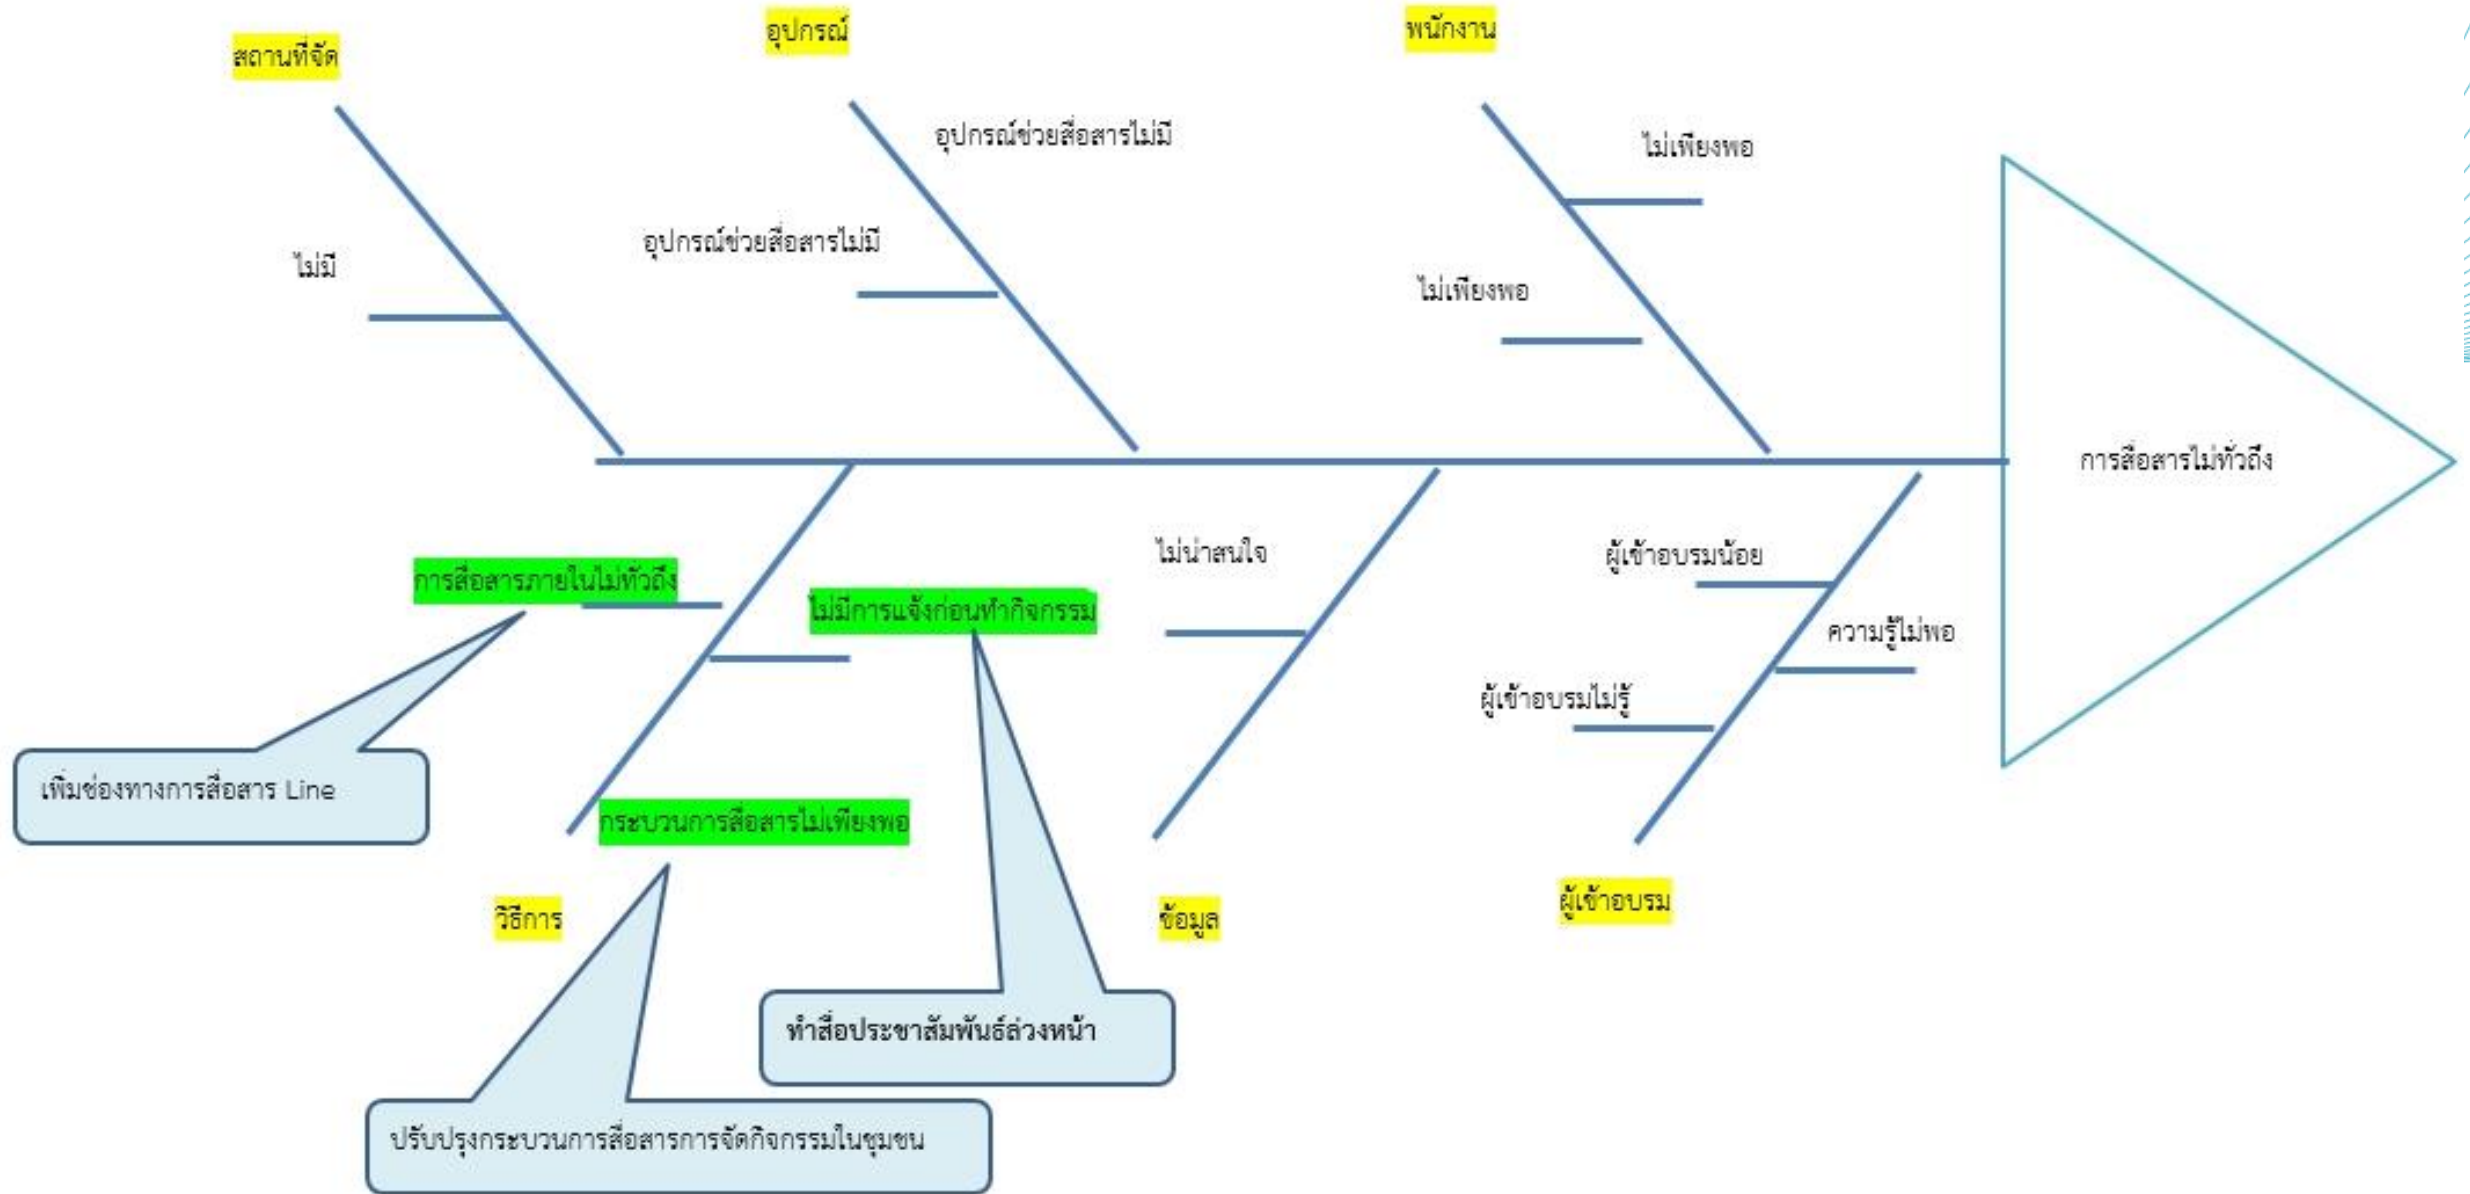 สถานที่จัด
อุปกรณ์
พนักงาน
อุปกรณ์ช่วยสื่อสารไม่มี
ไม่เพียงพอ
อุปกรณ์ช่วยสื่อสารไม่มี
ไม่มี
ไม่เพียงพอ
การสื่อสารไม่ทั่วถึง
การสื่อสารภายในไม่ทั่วถึง
ไม่มีการแจ้งก่อนทำกิจกรรม
ไม่น่าสนใจ
ผู้เข้าอบรมน้อย
ความรู้ไม่พอ
ผู้เข้าอบรมไม่รู้
เพิ่มช่องทางการสื่อสาร Line
กระบวนการสื่อสารไม่เพียงพอ
วิธีการ
ข้อมูล
ผู้เข้าอบรม
ทำสื่อประชาสัมพันธ์ล่วงหน้า
ปรับปรุงกระบวนการสื่อสารการจัดกิจกรรมในชุมชน